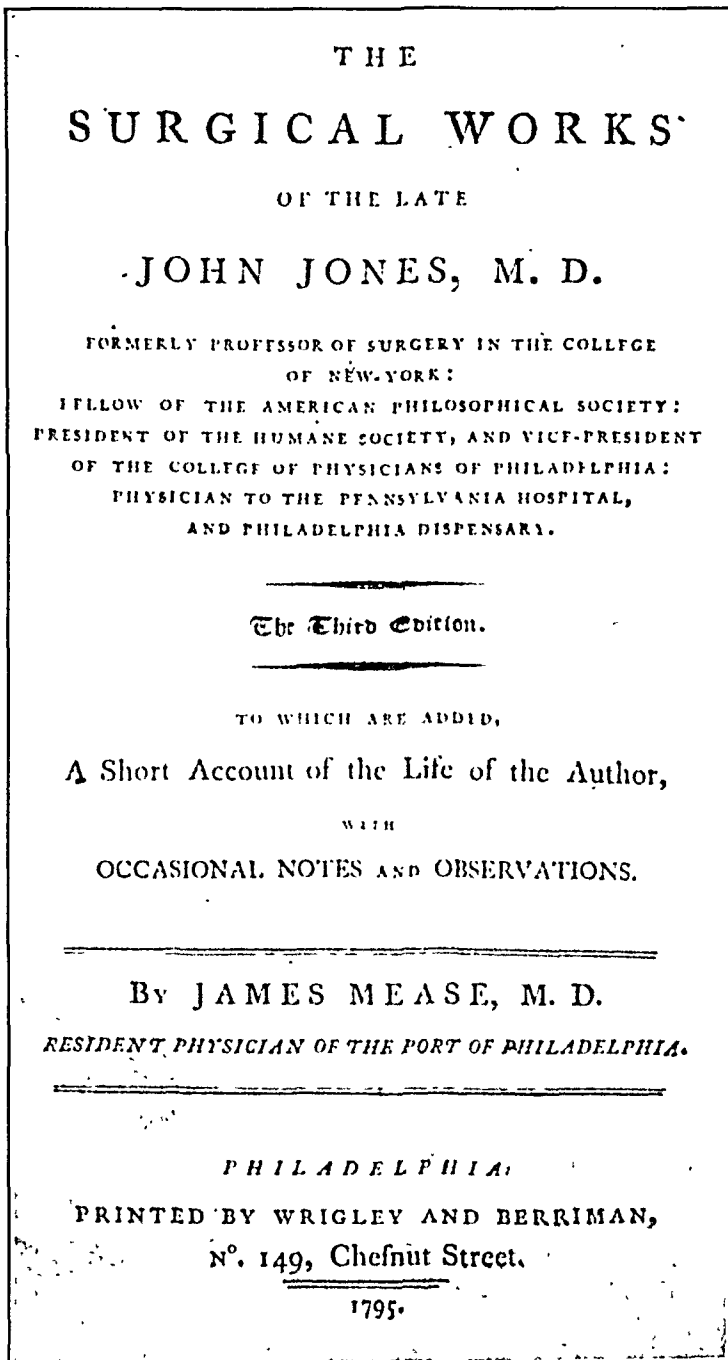 THE
SURGICAL WORKS
OF THE LATE
JOHN JONES, M. D.
FORMERLY PROFESSOR OF SURGERY IN THE COLLEGE
OF NEW-YORK:
FELLOW OF THE AMERICAN PHILOSOPHICAL SOCIETY:
PRESIDENT OF THE HUMANE SOCIETY, AND VICE-PRESIDENT
OF THE COLLEGE OF PHYSICIANS OF PHILADELPHIA:
PHYSICIAN TO THE PENNSYLVANIA HOSPITAL,
AND PHILADELPHIA DISPENSARY.
The Third Edition.
TO WHICH ARE ADDED,
A Short Account of the Life of the Author,
WITH
OCCASIONAL NOTES AND OBSERVATIONS.
By JAMES MEASE, M. D.
RESIDENT PHYSICIAN OF THE PORT OF PHILADELPHIA.
PHILADELPHIA:
PRINTED BY WRIGLEY AND BERRIMAN,
No. 149, Cheſnut Street.
1795.